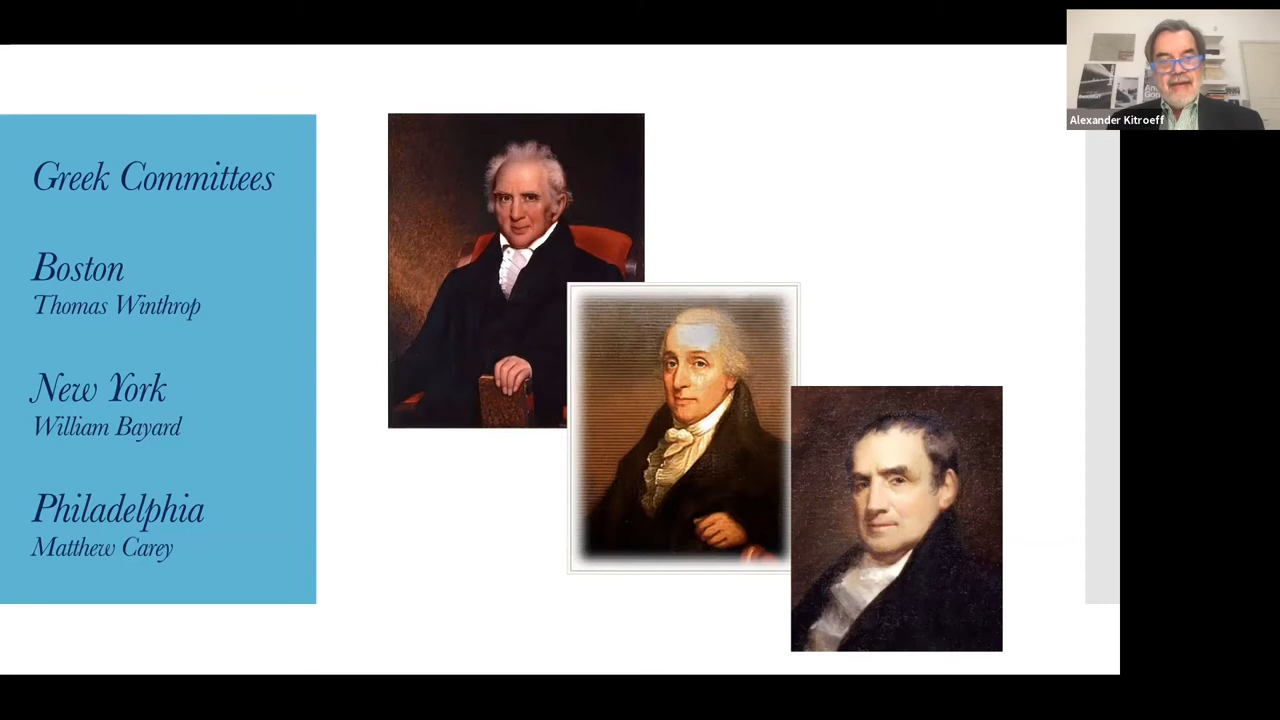 Greek Committees
Boston
Thomas Winthrop
New York
William Bayard
Philadelphia
Matthew Carey
Alexander Kitroeff